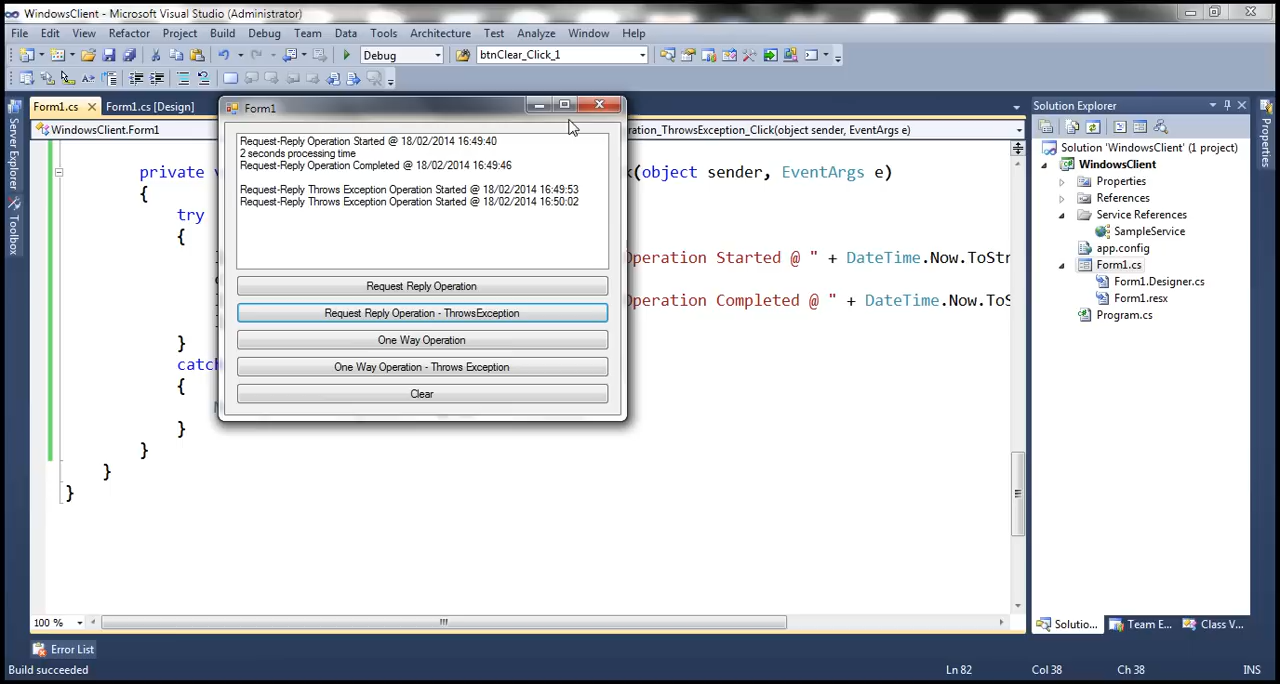 WindowsClient - Microsoft Visual Studio (Administrator)
File Edit View Refactor Project Build Debug Team Data Tools Architecture Test Analyze Window Help
Debug
btnClear_Click_1
Form1.cs
Form1.cs [Design]
WindowsClient.Form1
ration_ThrowsException_Click(object sender, EventArgs e)
private
k(object sender, EventArgs e)
{
try
{
Operation Started @ " + DateTime.Now.ToStr
Operation Completed @ " + DateTime.Now.ToS
}
catch
{
}
}
}
}
Form1
Request-Reply Operation Started @ 18/02/2014 16:49:40
2 seconds processing time
Request-Reply Operation Completed @ 18/02/2014 16:49:46
Request-Reply Throws Exception Operation Started @ 18/02/2014 16:49:53
Request-Reply Throws Exception Operation Started @ 18/02/2014 16:50:02
Request Reply Operation
Request Reply Operation - ThrowsException
One Way Operation
One Way Operation - Throws Exception
Clear
Server Explorer
Toolbox
Solution Explorer
Solution 'WindowsClient' (1 project)
WindowsClient
Properties
References
Service References
SampleService
app.config
Form1.cs
Form1.Designer.cs
Form1.resx
Program.cs
Properties
Solutio...
Team E...
Class V...
100 %
Error List
Build succeeded
Ln 82
Col 38
Ch 38
INS